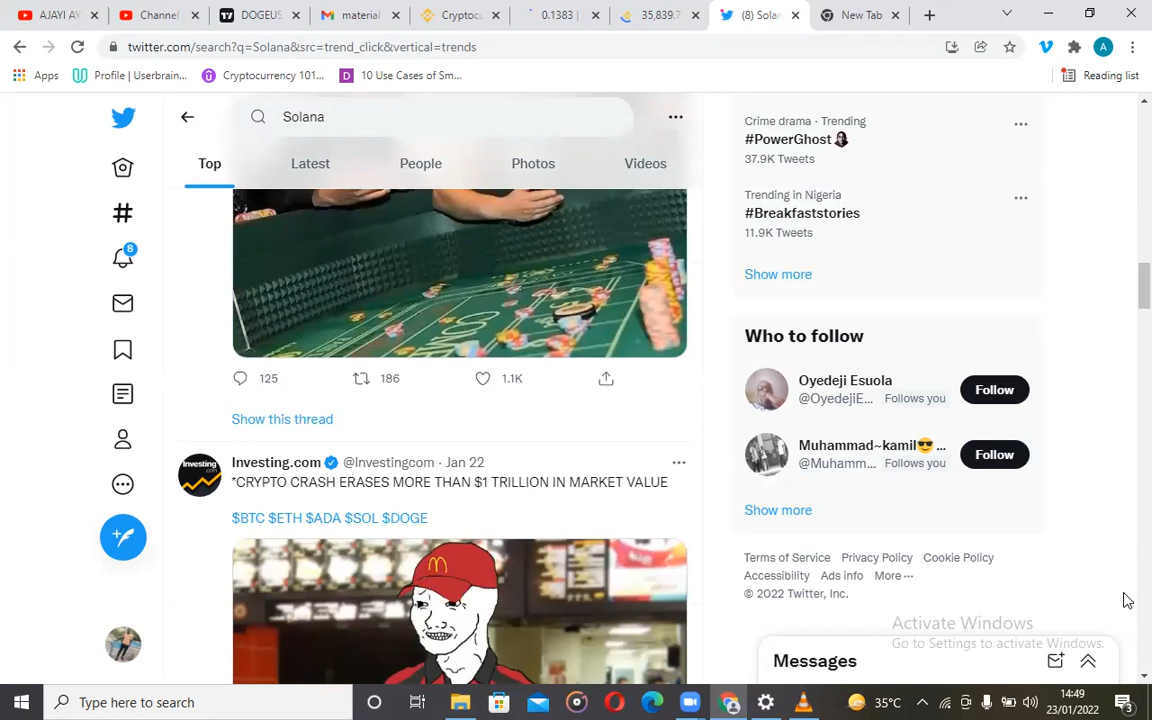 AJAYI AY
Channel
DOGEUS
material
Cryptoc
0.1383 |
35,839.7
(8) Sola
New Tab
twitter.com/search?q=Solana&src=trend_click&vertical=trends
A
Apps
Profile | Userbrain...
Cryptocurrency 101...
10 Use Cases of Sm...
Reading list
Solana
Top
Latest
People
Photos
Videos
125
186
1.1K
Show this thread
Investing.com @Investingcom · Jan 22
*CRYPTO CRASH ERASES MORE THAN $1 TRILLION IN MARKET VALUE
$BTC $ETH $ADA $SOL $DOGE
8
Crime drama · Trending
#PowerGhost
37.9K Tweets
Trending in Nigeria
#Breakfaststories
11.9K Tweets
Show more
Who to follow
Oyedeji Esuola
@OyedejiE... Follows you
Follow
Muhammad~kamil😎 ...
@Muhamm... Follows you
Follow
Show more
Terms of Service Privacy Policy Cookie Policy
Accessibility Ads info More ···
© 2022 Twitter, Inc.
Activate Windows
Go to Settings to activate Windows.
Messages
Type here to search
35°C
14:49
23/01/2022
3